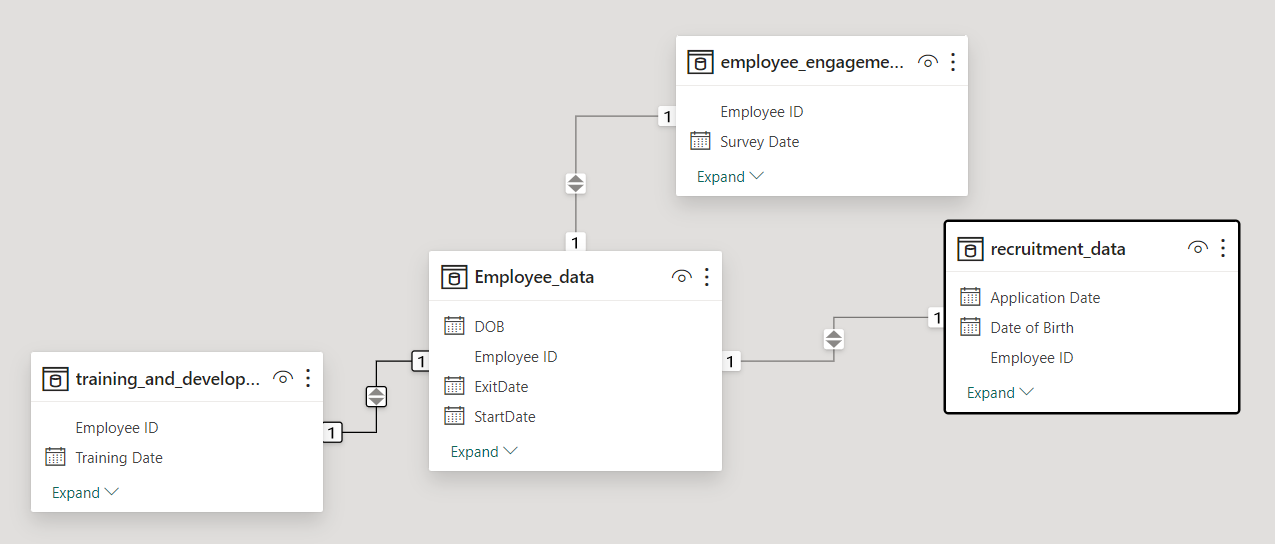 employee_engageme...
1
Employee ID
Survey Date
Expand
1
Employee_data
DOB
Employee ID
ExitDate
StartDate
Expand
1
1
recruitment_data
Application Date
Date of Birth
Employee ID
Expand
1
training_and_develop...
Employee ID
Training Date
Expand
1